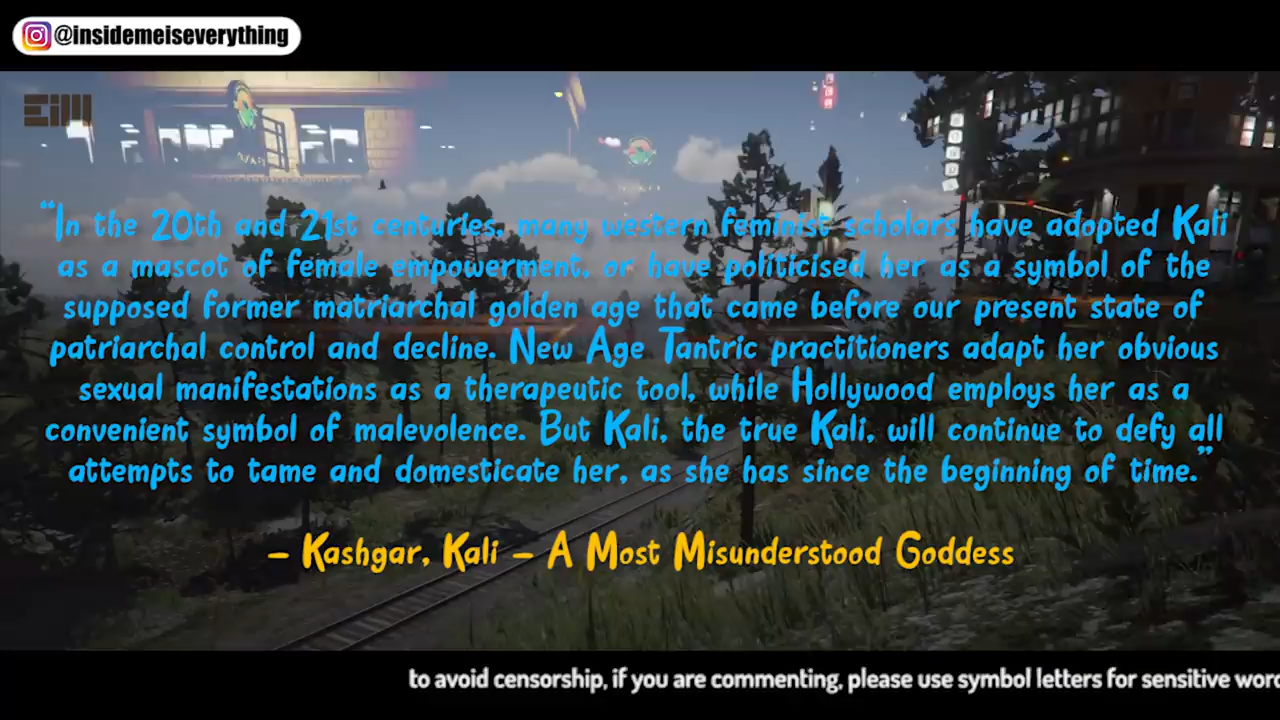 @insidemeiseverything
EiM
“In the 20th and 21st centuries, many western feminist scholars have adopted Kali
as a mascot of female empowerment, or have politicised her as a symbol of the
supposed former matriarchal golden age that came before our present state of
patriarchal control and decline. New Age Tantric practitioners adapt her obvious
sexual manifestations as a therapeutic tool, while Hollywood employs her as a
convenient symbol of malevolence. But Kali, the true Kali, will continue to defy all
attempts to tame and domesticate her, as she has since the beginning of time.”
– Kashgar, Kali – A Most Misunderstood Goddess
to avoid censorship, if you are commenting, please use symbol letters for sensitive word